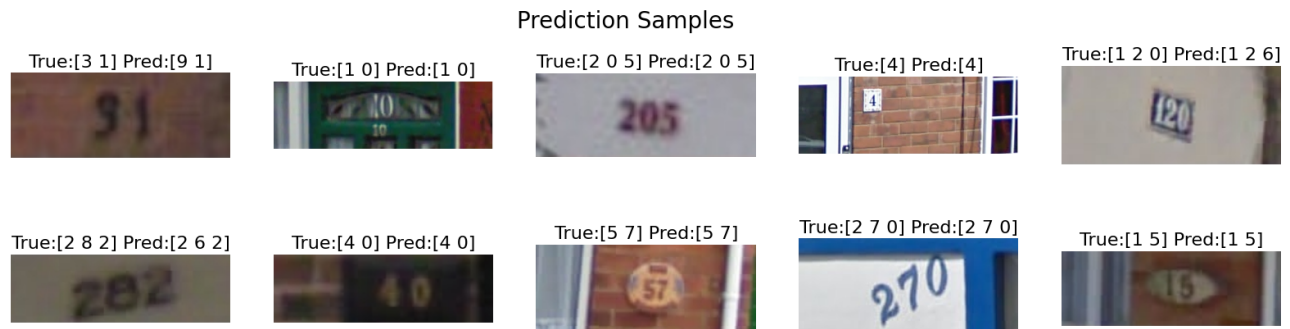 Prediction Samples
True:[3 1] Pred:[9 1]
True:[1 0] Pred:[1 0]
True:[2 0 5] Pred:[2 0 5]
True:[4] Pred:[4]
True:[1 2 0] Pred:[1 2 6]
31
10
10
205
4
120
True:[2 8 2] Pred:[2 6 2]
True:[4 0] Pred:[4 0]
True:[5 7] Pred:[5 7]
True:[2 7 0] Pred:[2 7 0]
True:[1 5] Pred:[1 5]
282
40
57
270
15